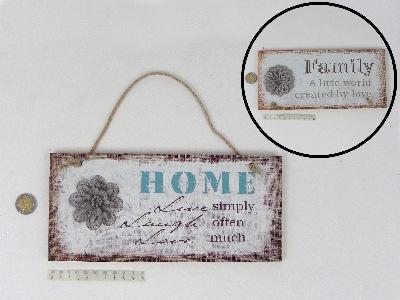 HOME
Live simply
Laugh often
Love much
Family
A little world
created by love